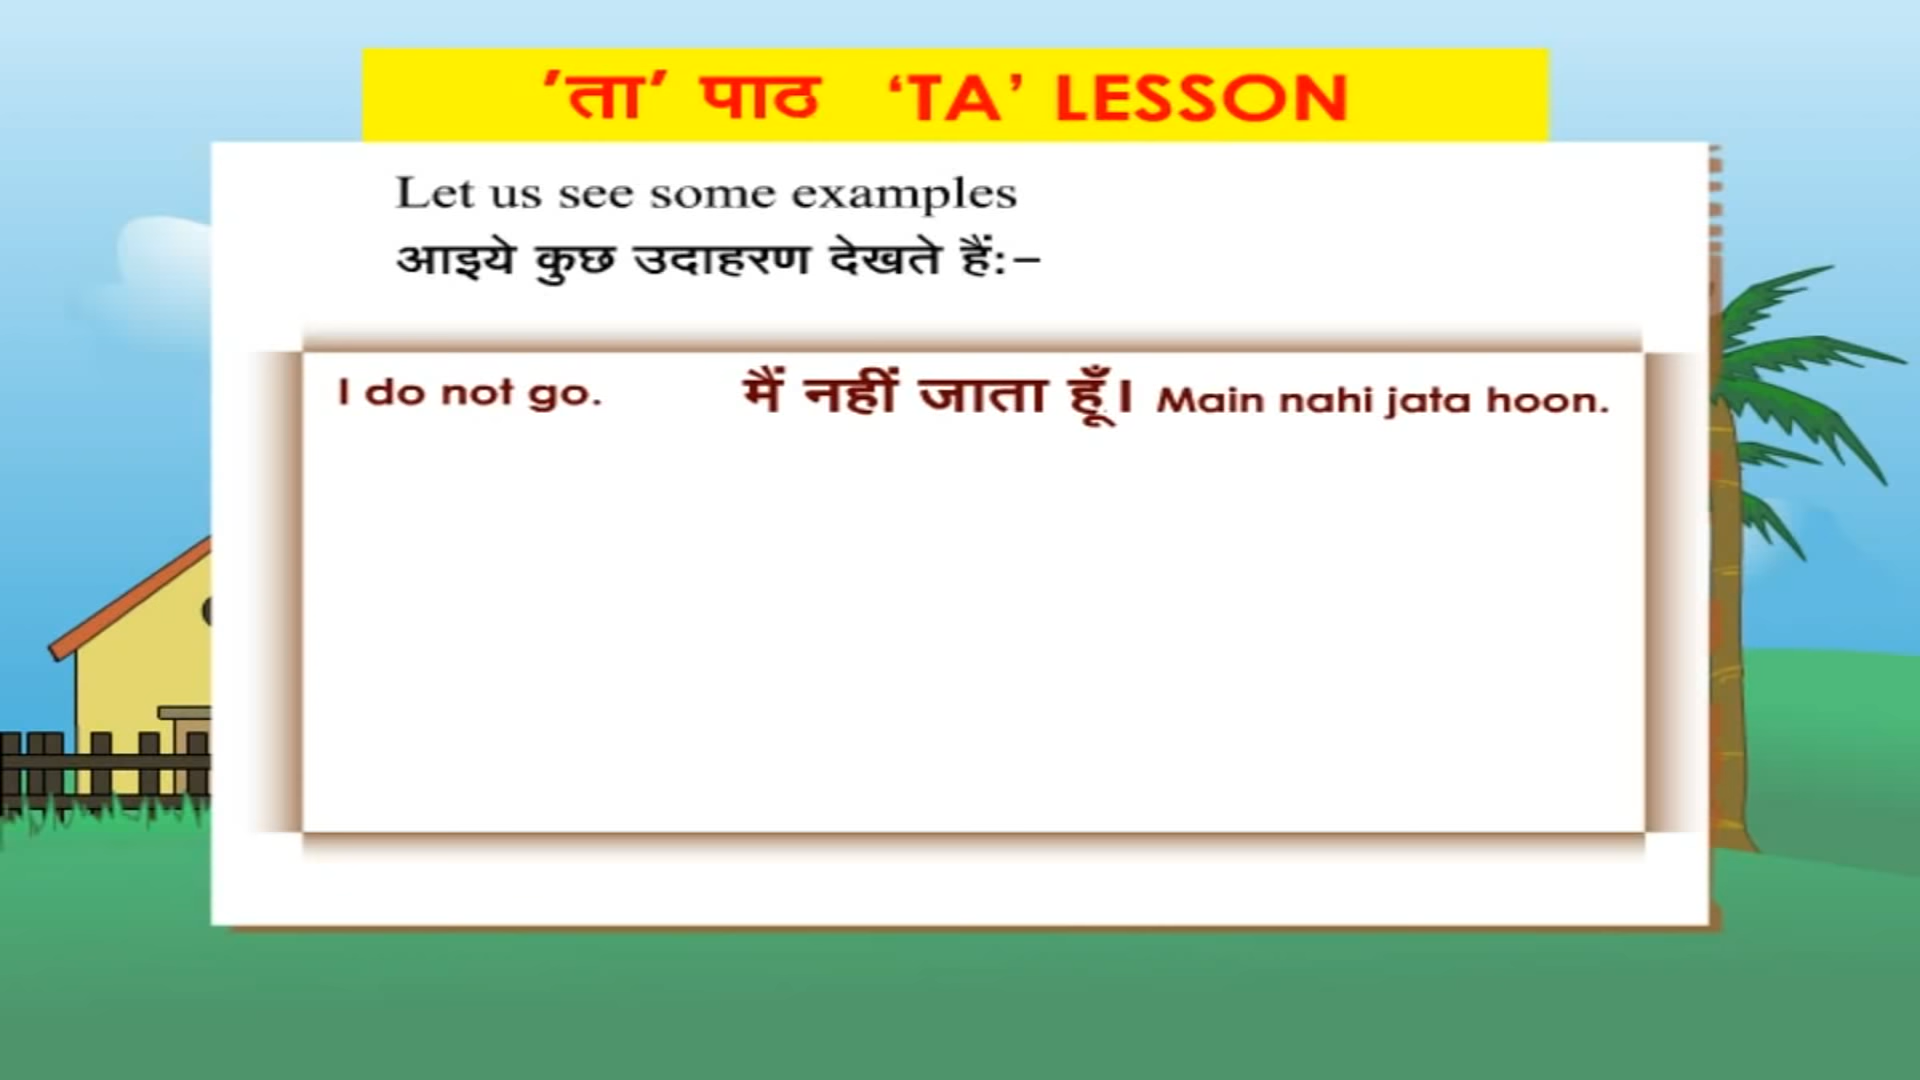 'ता' पाठ ‘TA’ LESSON
Let us see some examples
आइये कुछ उदाहरण देखते हैं:–
I do not go. मैं नहीं जाता हूँ। Main nahi jata hoon.